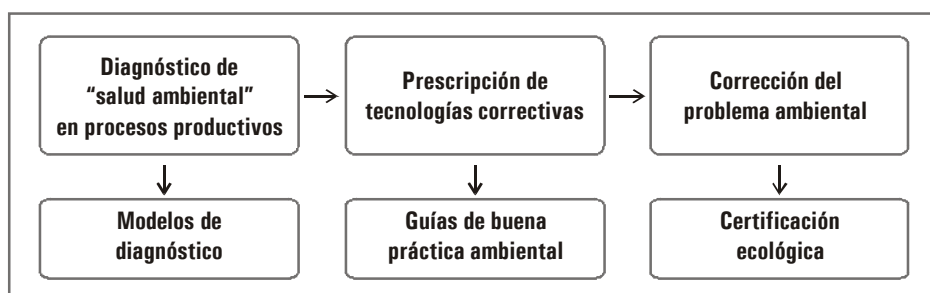 Diagnóstico de
“salud ambiental”
en procesos productivos
Prescripción de
tecnologías correctivas
Corrección del
problema ambiental
Modelos de
diagnóstico
Guías de buena
práctica ambiental
Certificación
ecológica